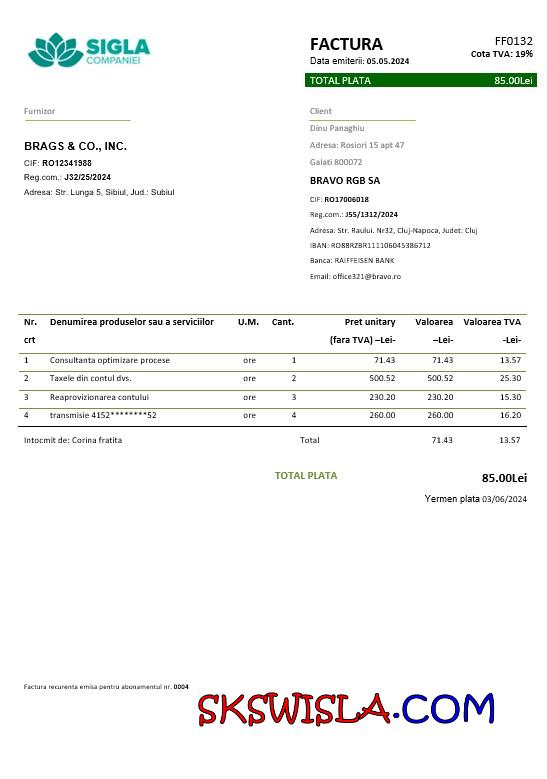 SIGLA
COMPANIEI
FACTURA
FF0132
Data emiterii: 05.05.2024
Cota TVA: 19%
TOTAL PLATA 85.00Lei
Furnizor
BRAGS & CO., INC.
CIF: RO12341988
Reg.com.: J32/25/2024
Adresa: Str. Lunga 5, Sibiul, Jud.: Subiul
Client
Dinu Panaghiu
Adresa: Rosiori 15 apt 47
Galati 800072
BRAVO RGB SA
CIF: RO17006018
Reg.com.: J55/1312/2024
Adresa: Str. Raului. Nr32, Cluj-Napoca, Judet: Cluj
IBAN: RO88RZBR111106045386712
Banca: RAIFFEISEN BANK
Email: office321@bravo.ro
Nr. Denumirea produselor sau a serviciilor U.M. Cant. Pret unitary Valoarea Valoarea TVA
crt (fara TVA) –Lei- –Lei- -Lei-
1 Consultanta optimizare procese ore 1 71.43 71.43 13.57
2 Taxele din contul dvs. ore 2 500.52 500.52 25.30
3 Reaprovizionarea contului ore 3 230.20 230.20 15.30
4 transmisie 4152********52 ore 4 260.00 260.00 16.20
Intocmit de: Corina fratita Total 71.43 13.57
TOTAL PLATA 85.00Lei
Yermen plata 03/06/2024
Factura recurenta emisa pentru abonamentul nr. 0004
SKSWISLA.COM